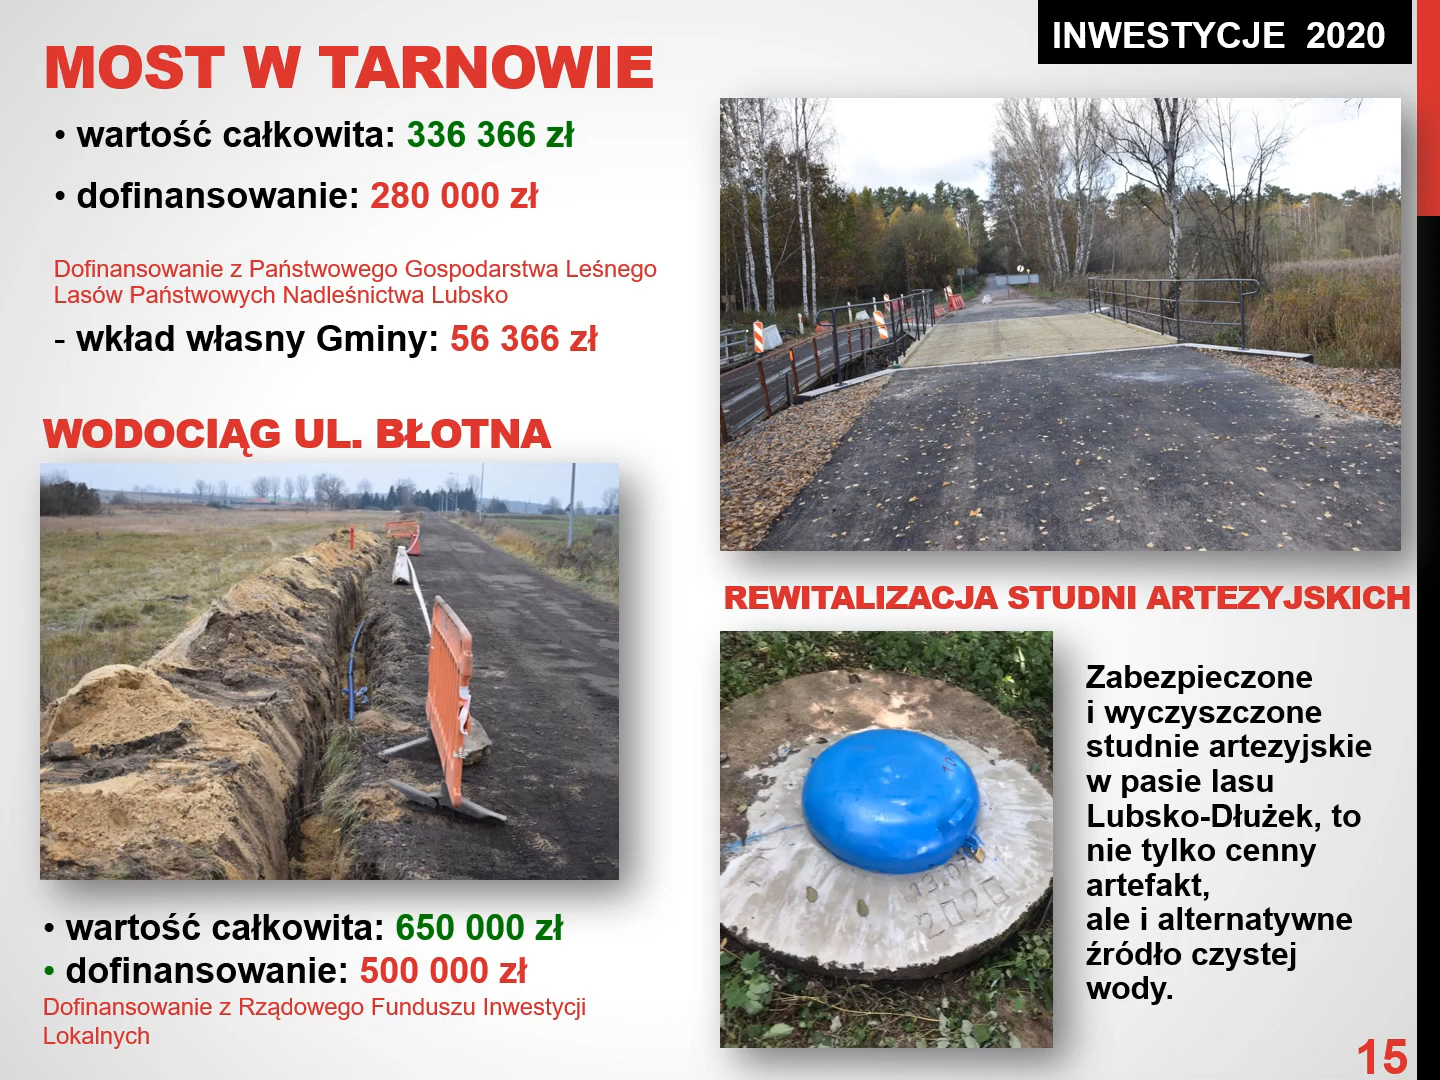 INWESTYCJE 2020
MOST W TARNOWIE
• wartość całkowita: 336 366 zł
• dofinansowanie: 280 000 zł
Dofinansowanie z Państwowego Gospodarstwa Leśnego
Lasów Państwowych Nadleśnictwa Lubsko
- wkład własny Gminy: 56 366 zł
WODOCIĄG UL. BŁOTNA
• wartość całkowita: 650 000 zł
• dofinansowanie: 500 000 zł
Dofinansowanie z Rządowego Funduszu Inwestycji
Lokalnych
REWITALIZACJA STUDNI ARTEZYJSKICH
10
2020
Zabezpieczone
i wyczyszczone
studnie artezyjskie
w pasie lasu
Lubsko-Dłużek, to
nie tylko cenny
artefakt,
ale i alternatywne
źródło czystej
wody.
15